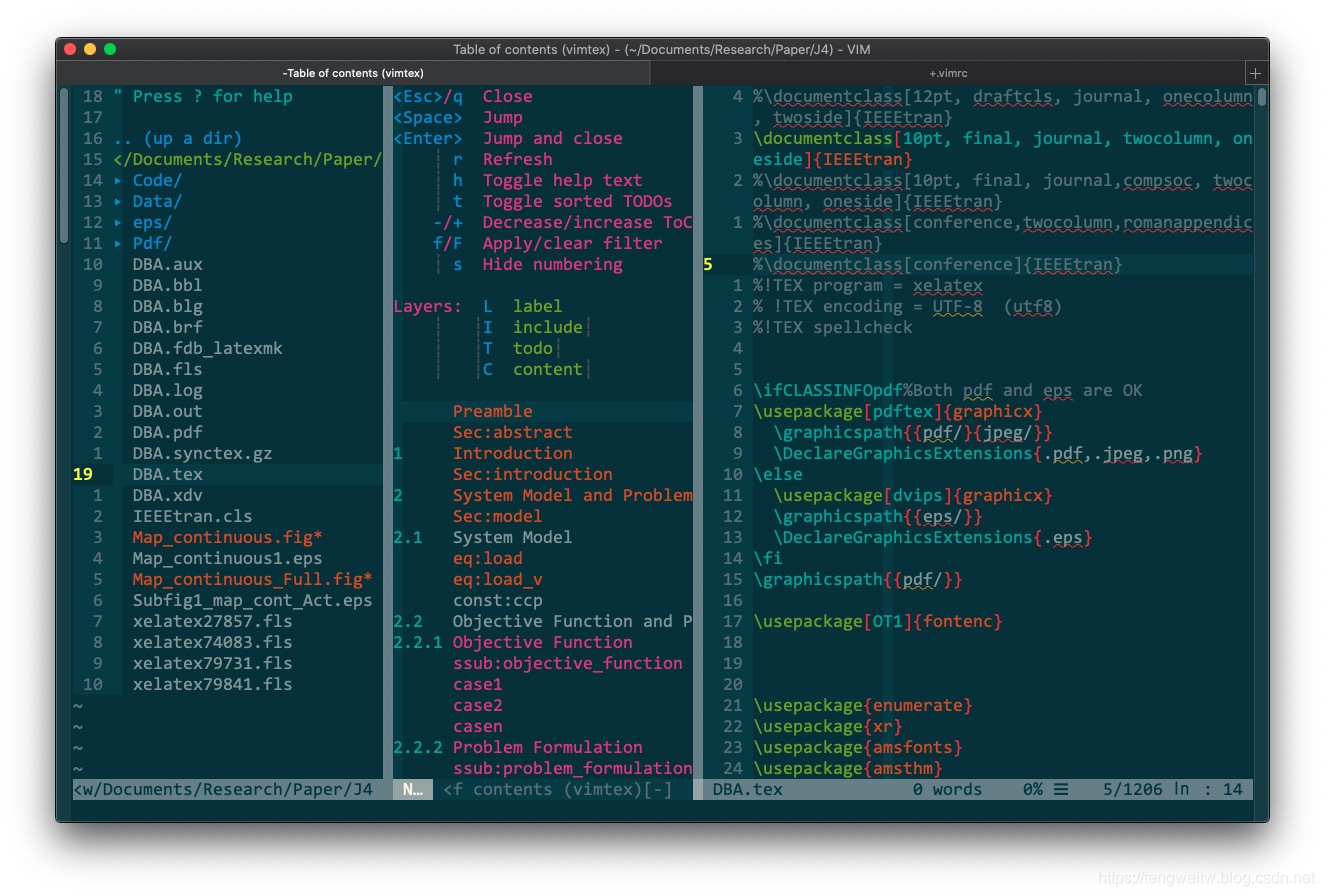 Table of contents (vimtex) - (~/Documents/Research/Paper/J4) - VIM
-Table of contents (vimtex)
+.vimrc
+
18 " Press ? for help
17
16 .. (up a dir)
15 </Documents/Research/Paper/
14 ▸ Code/
13 ▸ Data/
12 ▸ eps/
11 ▸ Pdf/
10 DBA.aux
9 DBA.bbl
8 DBA.blg
7 DBA.brf
6 DBA.fdb_latexmk
5 DBA.fls
4 DBA.log
3 DBA.out
2 DBA.pdf
1 DBA.synctex.gz
19 DBA.tex
1 DBA.xdv
2 IEEEtran.cls
3 Map_continuous.fig*
4 Map_continuous1.eps
5 Map_continuous_Full.fig*
6 Subfig1_map_cont_Act.eps
7 xelatex27857.fls
8 xelatex74083.fls
9 xelatex79731.fls
10 xelatex79841.fls
~
~
~
~
<w/Documents/Research/Paper/J4
<Esc>/q Close
<Space> Jump
<Enter> Jump and close
r Refresh
h Toggle help text
t Toggle sorted TODOs
-/+ Decrease/increase ToC
f/F Apply/clear filter
s Hide numbering
Layers: L label
I include
T todo
C content
Preamble
Sec:abstract
1 Introduction
Sec:introduction
2 System Model and Problem
Sec:model
2.1 System Model
eq:load
eq:load_v
const:ccp
2.2 Objective Function and P
2.2.1 Objective Function
ssub:objective_function
case1
case2
casen
2.2.2 Problem Formulation
ssub:problem_formulation
N… <f contents (vimtex)[-]
4 %\documentclass[12pt, draftcls, journal, onecolumn
, twoside]{IEEEtran}
3 \documentclass[10pt, final, journal, twocolumn, on
eside]{IEEEtran}
2 %\documentclass[10pt, final, journal,compsoc, twoc
olumn, oneside]{IEEEtran}
1 %\documentclass[conference,twocolumn,romanappendic
es]{IEEEtran}
5 %\documentclass[conference]{IEEEtran}
1 %!TEX program = xelatex
2 % !TEX encoding = UTF-8 (utf8)
3 %!TEX spellcheck
4
5
6 \ifCLASSINFOpdf%Both pdf and eps are OK
7 \usepackage[pdftex]{graphicx}
8 \graphicspath{{pdf/}{jpeg/}}
9 \DeclareGraphicsExtensions{.pdf,.jpeg,.png}
10 \else
11 \usepackage[dvips]{graphicx}
12 \graphicspath{{eps/}}
13 \DeclareGraphicsExtensions{.eps}
14 \fi
15 \graphicspath{{pdf/}}
16
17 \usepackage[OT1]{fontenc}
18
19
20
21 \usepackage{enumerate}
22 \usepackage{xr}
23 \usepackage{amsfonts}
24 \usepackage{amsthm}
DBA.tex 0 words 0% ☰ 5/1206 ln : 14
https://tengweitw.blog.csdn.net